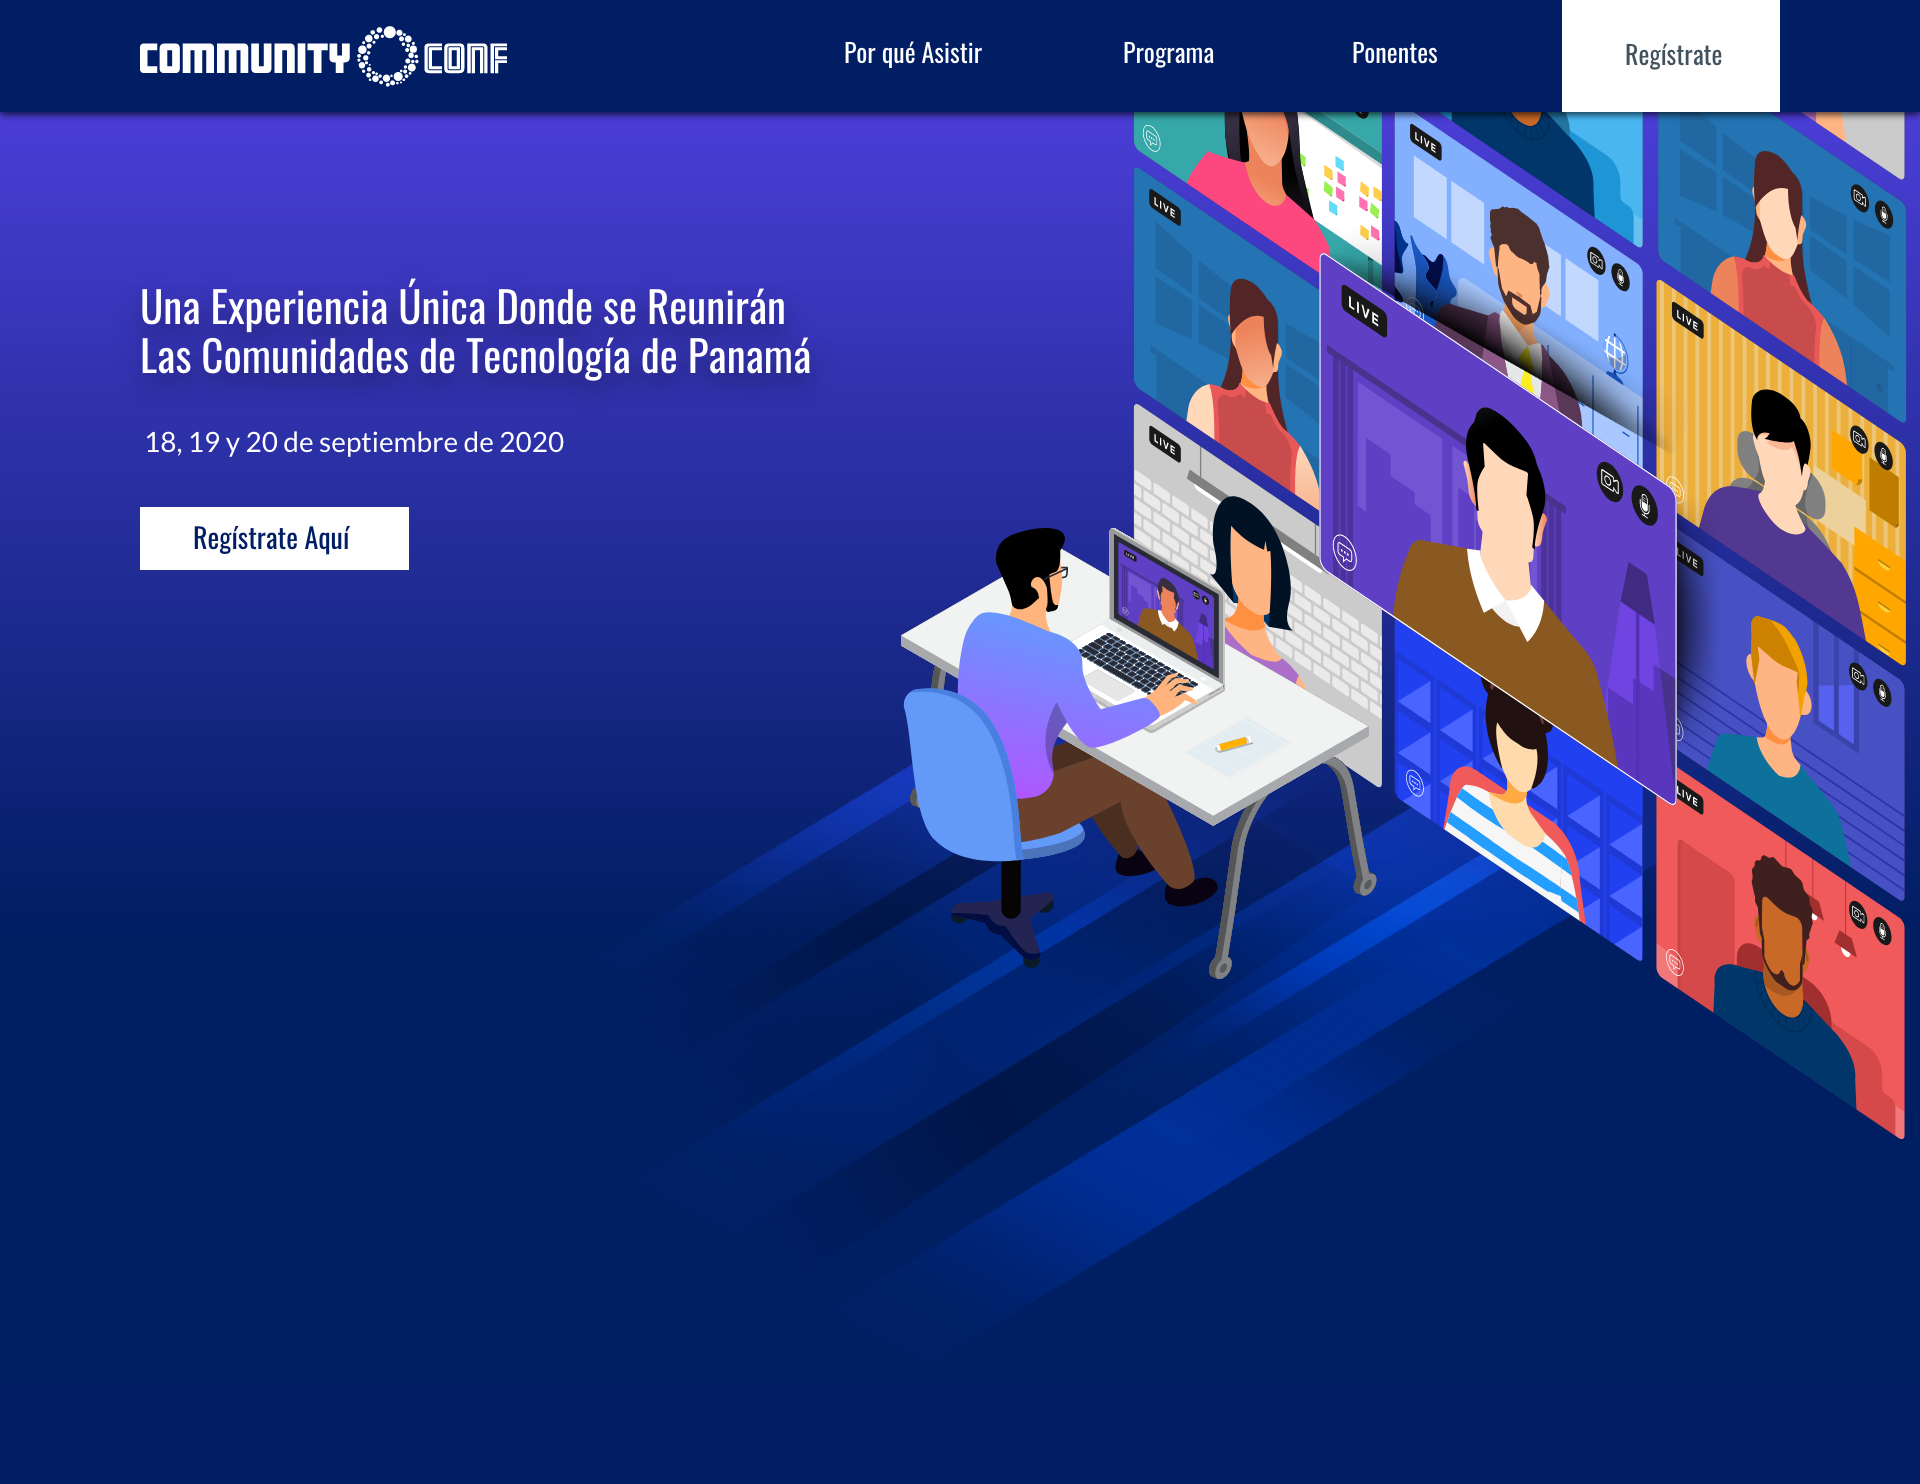 COMMUNITY CONF
Por qué Asistir
Programa
Ponentes
Regístrate
Una Experiencia Única Donde se Reunirán
Las Comunidades de Tecnología de Panamá
18, 19 y 20 de septiembre de 2020
Regístrate Aquí
LIVE
LIVE
LIVE
LIVE
LIVE
LIVE
LIVE
LIVE